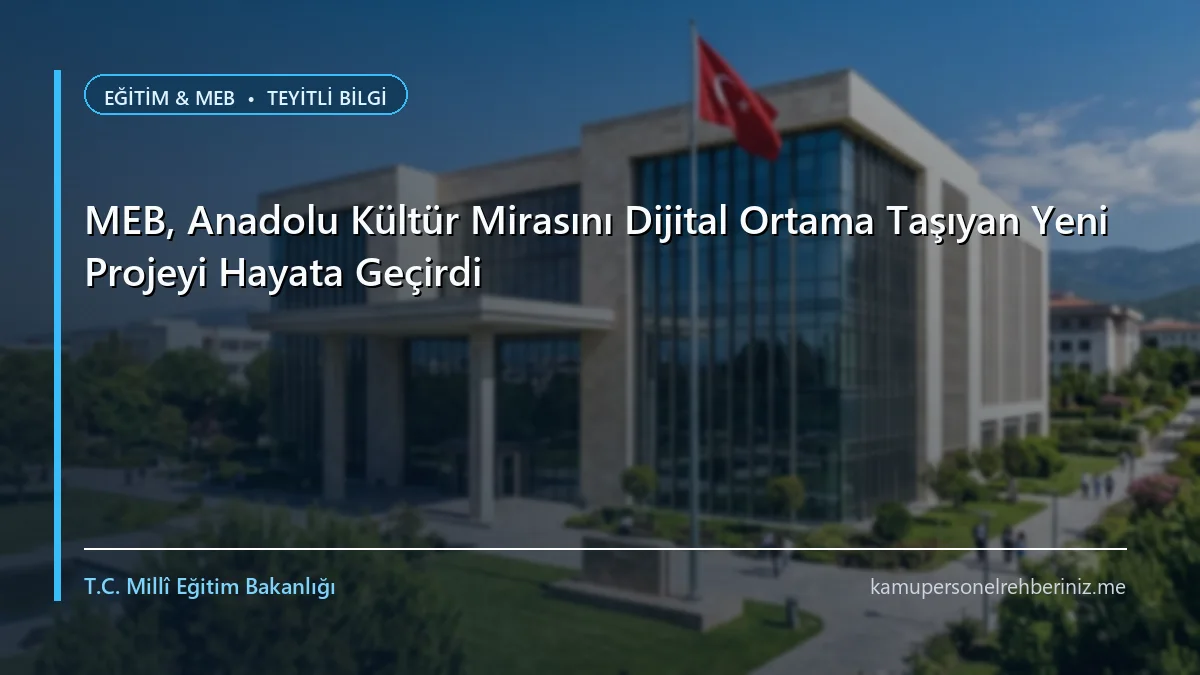 EĞİTİM & MEB • TEYİTLİ BİLGİ
MEB, Anadolu Kültür Mirasını Dijital Ortama Taşıyan Yeni
Projeyi Hayata Geçirdi
T.C. Millî Eğitim Bakanlığı
kamupersonelrehberiniz.me